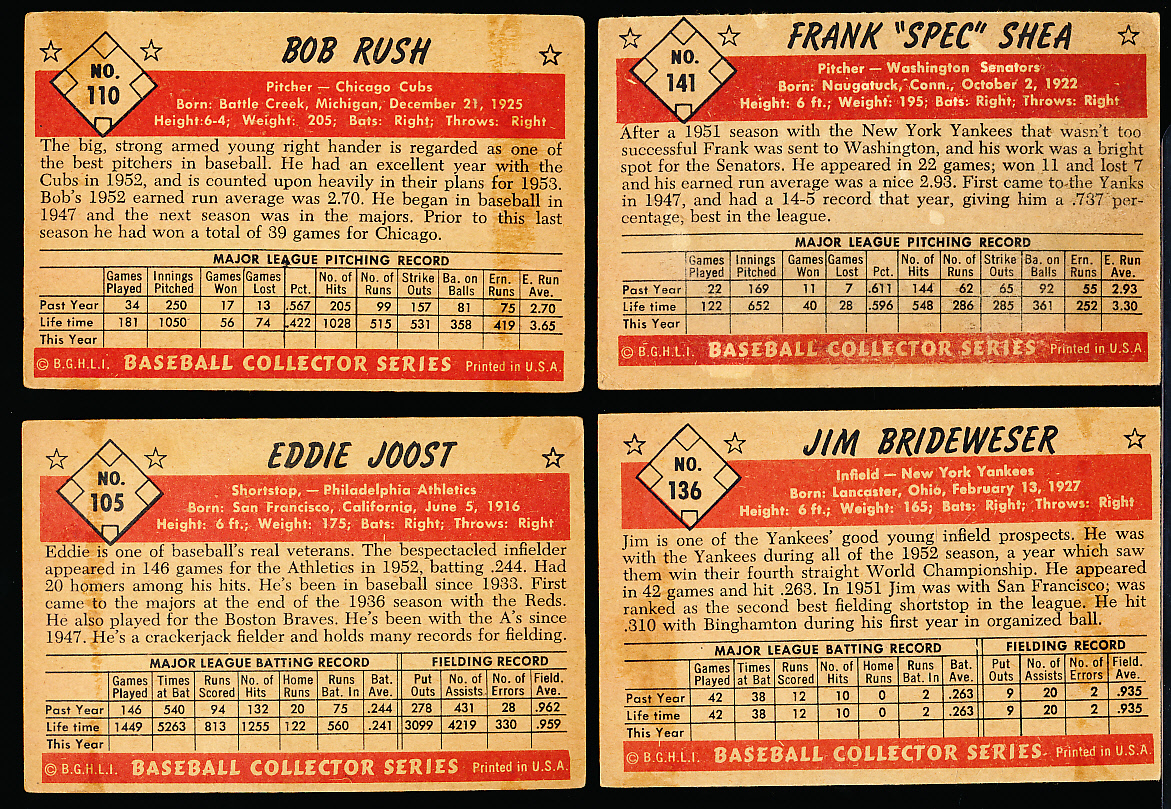 BOB RUSH
NO.
110
Pitcher — Chicago Cubs
Born: Battle Creek, Michigan, December 21, 1925
Height:6-4; Weight: 205; Bats: Right; Throws: Right
The big, strong armed young right hander is regarded as one of
the best pitchers in baseball. He had an excellent year with the
Cubs in 1952, and is counted upon heavily in their plans for 1953.
Bob's 1952 earned run average was 2.70. He began in baseball in
1947 and the next season was in the majors. Prior to this last
season he had won a total of 39 games for Chicago.
MAJOR LEAGUE PITCHING RECORD
Games Played Innings Pitched Games Won Games Lost Pct. No. of Hits No. of Runs Strike Outs Ba. on Balls Ern. Runs E. Run Ave.
Past Year 34 250 17 13 .567 205 99 157 81 75 2.70
Life time 181 1050 56 74 .422 1028 515 531 358 419 3.65
This Year
© B.G.H.L.I. BASEBALL COLLECTOR SERIES Printed in U.S.A.
FRANK "SPEC" SHEA
NO.
141
Pitcher — Washington Senators
Born: Naugatuck, Conn., October 2, 1922
Height: 6 ft.; Weight: 195; Bats: Right; Throws: Right
After a 1951 season with the New York Yankees that wasn't too
successful Frank was sent to Washington, and his work was a bright
spot for the Senators. He appeared in 22 games; won 11 and lost 7
and his earned run average was a nice 2.93. First came to the Yanks
in 1947, and had a 14-5 record that year, giving him a .737 per-
centage, best in the league.
MAJOR LEAGUE PITCHING RECORD
Games Played Innings Pitched Games Won Games Lost Pct. No. of Hits No. of Runs Strike Outs Ba. on Balls Ern. Runs E. Run Ave.
Past Year 22 169 11 7 .611 144 62 65 92 55 2.93
Life time 122 652 40 28 .596 548 286 285 361 252 3.30
This Year
© B.G.H.L.I. BASEBALL COLLECTOR SERIES Printed in U.S.A
EDDIE JOOST
NO.
105
Shortstop, — Philadelphia Athletics
Born: San Francisco, California, June 5, 1916
Height: 6 ft.; Weight: 175; Bats: Right; Throws: Right
Eddie is one of baseball's real veterans. The bespectacled infielder
appeared in 146 games for the Athletics in 1952, batting .244. Had
20 homers among his hits. He's been in baseball since 1933. First
came to the majors at the end of the 1936 season with the Reds.
He also played for the Boston Braves. He's been with the A's since
1947. He's a crackerjack fielder and holds many records for fielding.
MAJOR LEAGUE BATTING RECORD FIELDING RECORD
Games Played Times at Bat Runs Scored No. of Hits Home Runs Runs Bat. In Bat. Ave. Put Outs No. of Assists No. of Errors Field. Ave.
Past Year 146 540 94 132 20 75 .244 278 431 28 .962
Life time 1449 5263 813 1255 122 560 .241 3099 4219 330 .959
This Year
© B.G.H.L.I. BASEBALL COLLECTOR SERIES Printed in U.S.A.
JIM BRIDEWESER
NO.
136
Infield — New York Yankees
Born: Lancaster, Ohio, February 13, 1927
Height: 6 ft.; Weight: 165; Bats: Right; Throws: Right
Jim is one of the Yankees' good young infield prospects. He was
with the Yankees during all of the 1952 season, a year which saw
them win their fourth straight World Championship. He appeared
in 42 games and hit .263. In 1951 Jim was with San Francisco; was
ranked as the second best fielding shortstop in the league. He hit
.310 with Binghamton during his first year in organized ball.
MAJOR LEAGUE BATTING RECORD FIELDING RECORD
Games Played Times at Bat Runs Scored No. of Hits Home Runs Runs Bat. In Bat. Ave. Put Outs No. of Assists No. of Errors Field. Ave.
Past Year 42 38 12 10 0 2 .263 9 20 2 .935
Life time 42 38 12 10 0 2 .263 9 20 2 .935
This Year
© B.G.H.L.I. BASEBALL COLLECTOR SERIES Printed in U.S.A.